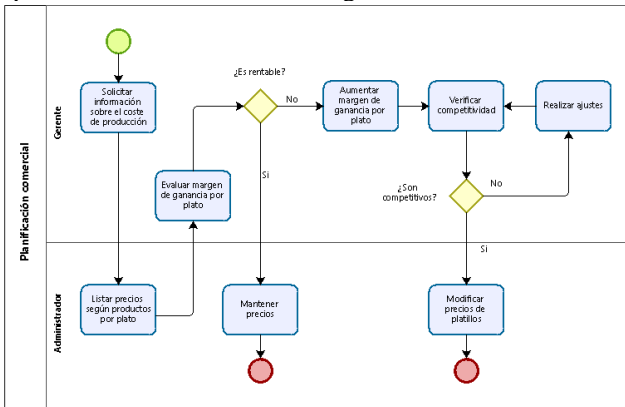 Planificación comercial
Gerente
Administrador
Solicitar
información
sobre el coste
de producción
Evaluar margen
de ganancia por
plato
¿Es rentable?
No
Si
Aumentar
margen de
ganancia por
plato
Verificar
competitividad
Realizar ajustes
¿Son
competitivos?
No
Si
Listar precios
según productos
por plato
Mantener
precios
Modificar
precios de
platillos